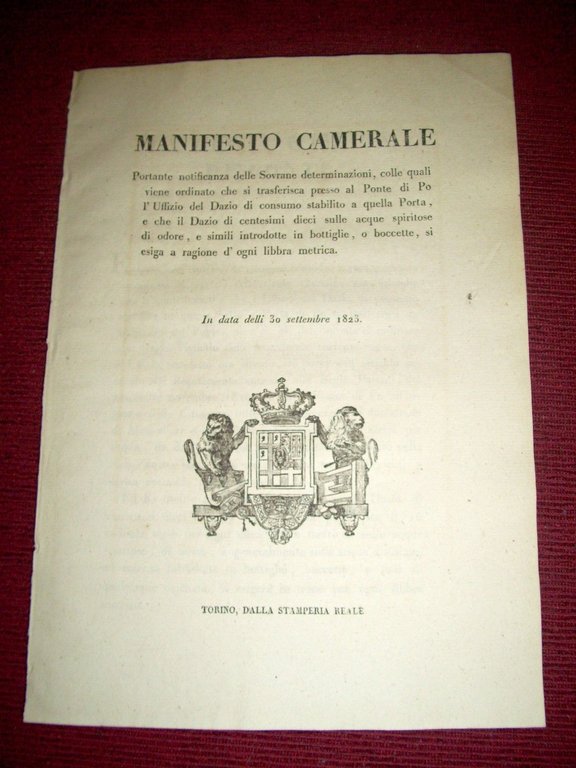 MANIFESTO CAMERALE
Portante notificanza delle Sovrane determinazioni, colle quali
viene ordinato che si trasferisca presso al Ponte di Po
l'Uffizio del Dazio di consumo stabilito a quella Porta,
e che il Dazio di centesimi dieci sulle acque spiritose
di odore, e simili introdotte in bottiglie, o boccette, si
esiga a ragione d'ogni libbra metrica.
In data delli 30 settembre 1825.
TORINO, DALLA STAMPERIA REALE